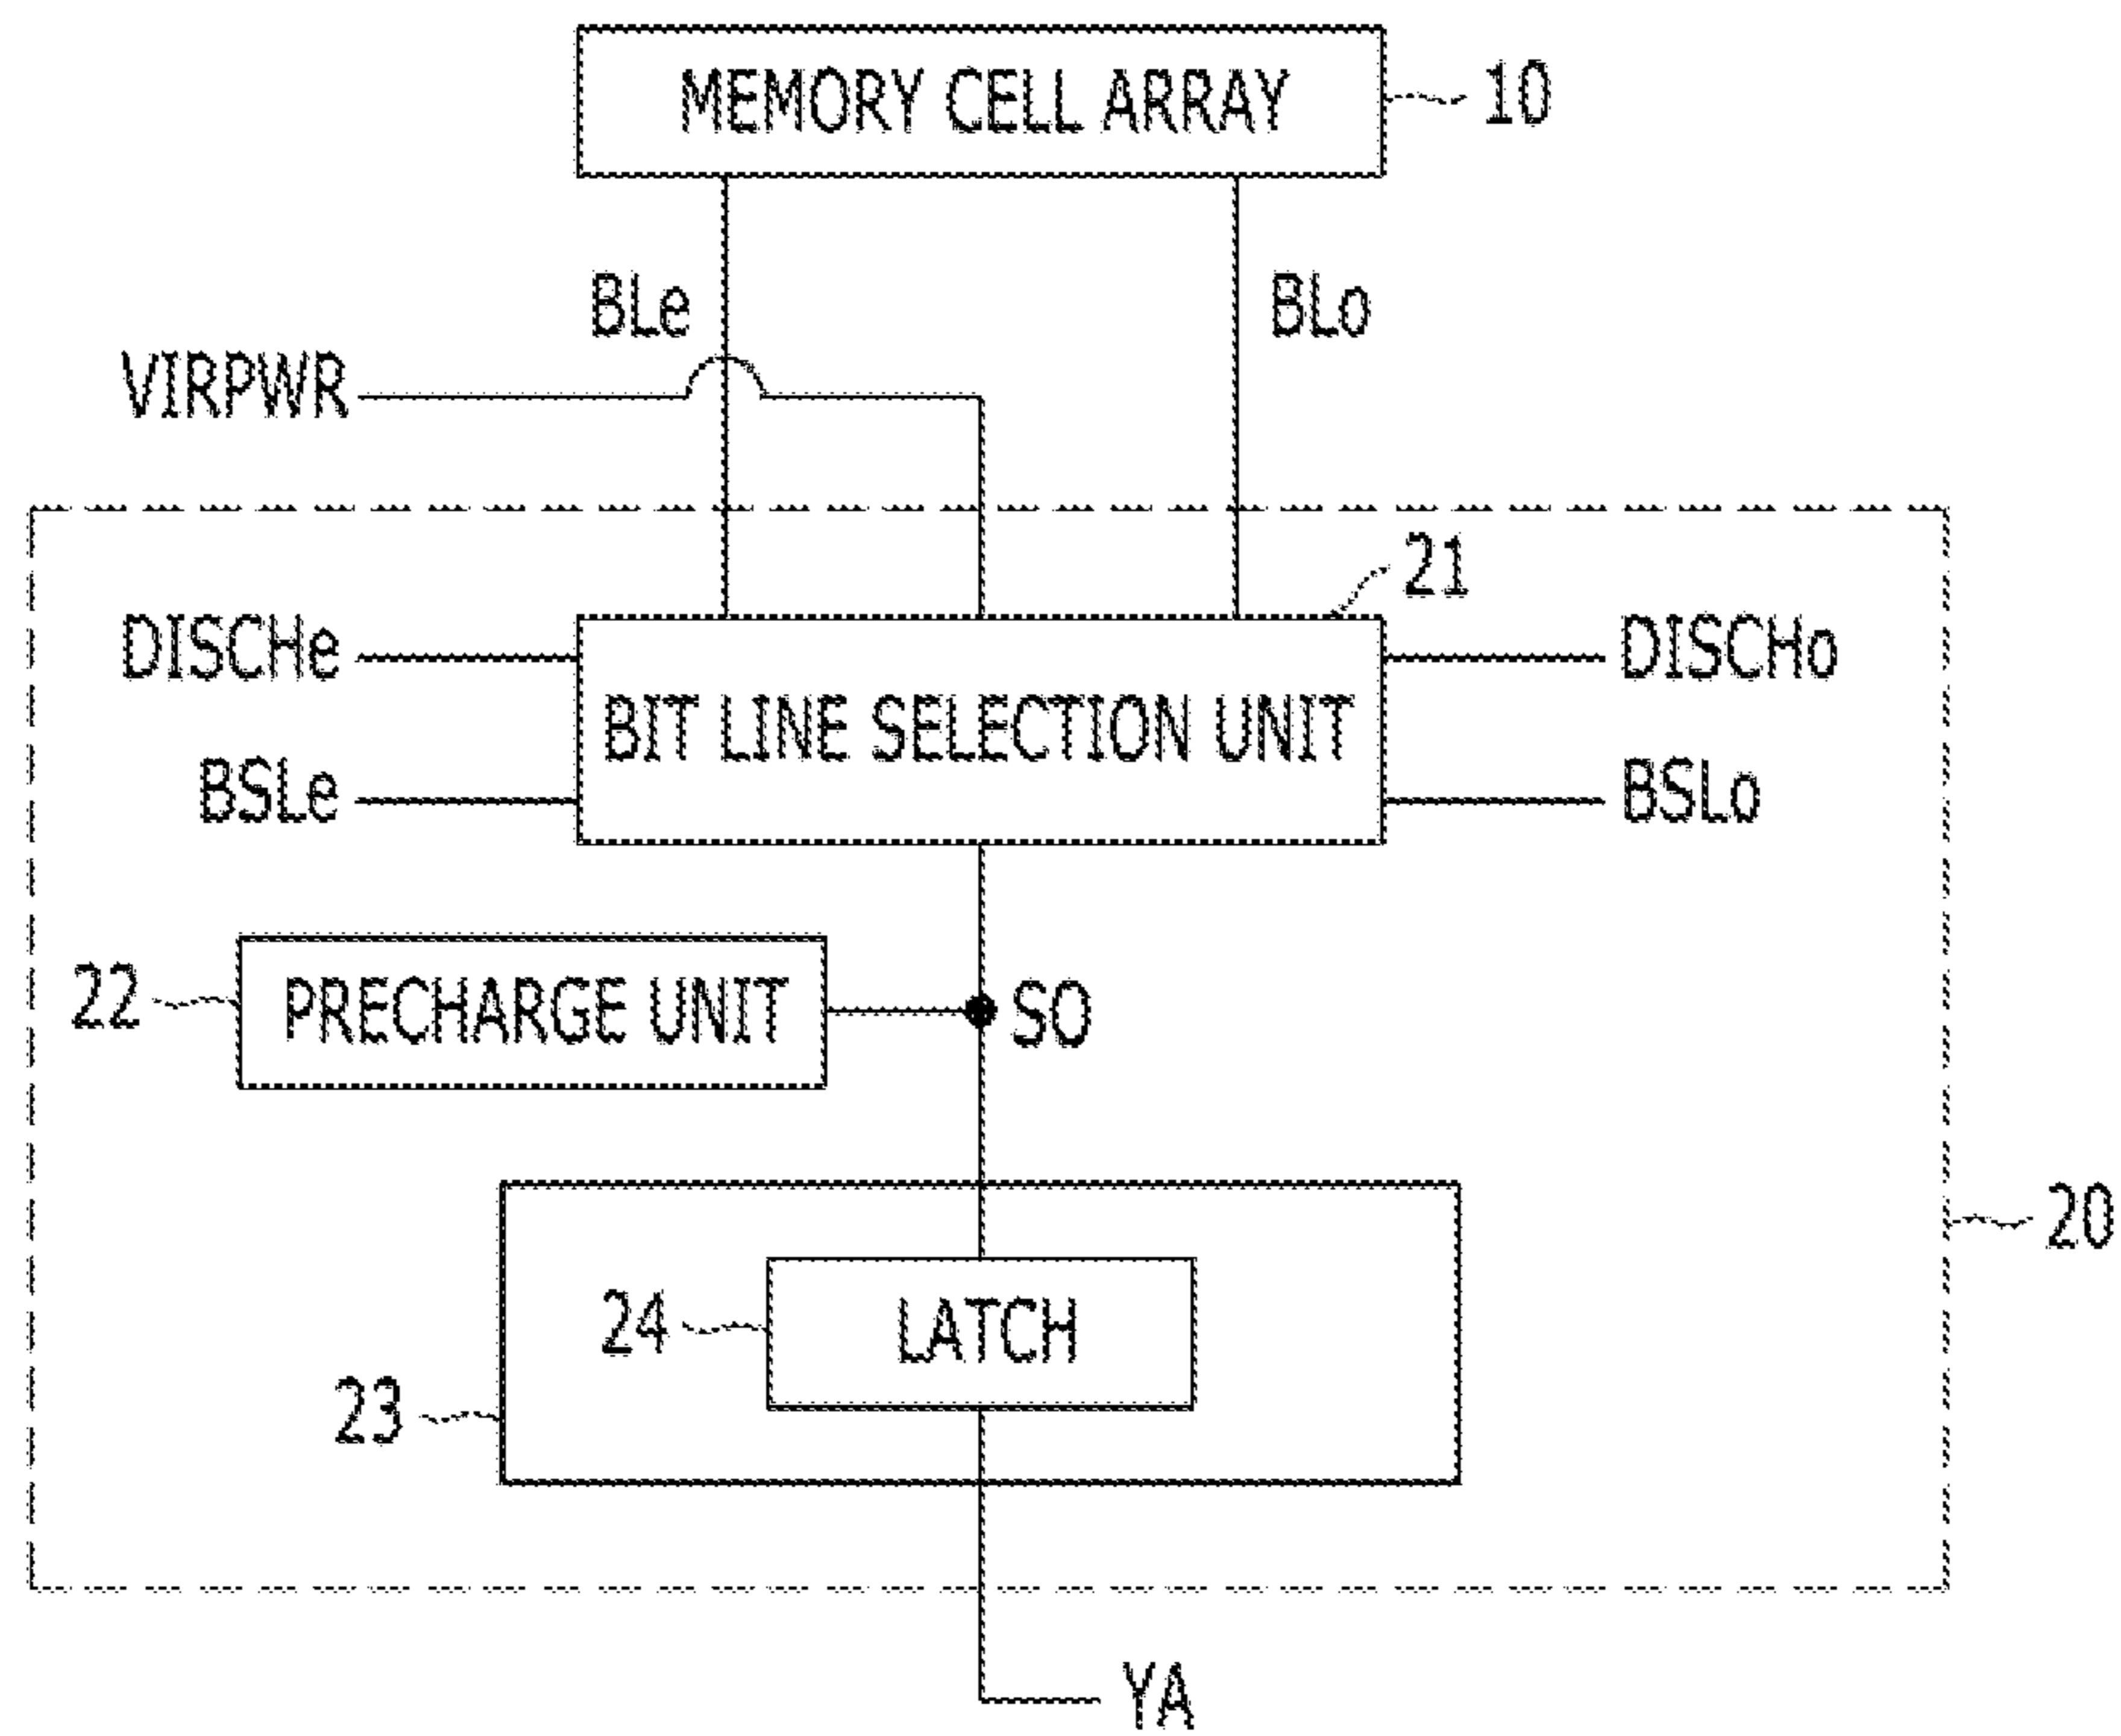 MEMORY CELL ARRAY 10
BLe BLo
VIRPWR
21
DISCHe DISCHo
BIT LINE SELECTION UNIT
BSLe BSLo
22 PRECHARGE UNIT SO
20
24 LATCH
23
YA